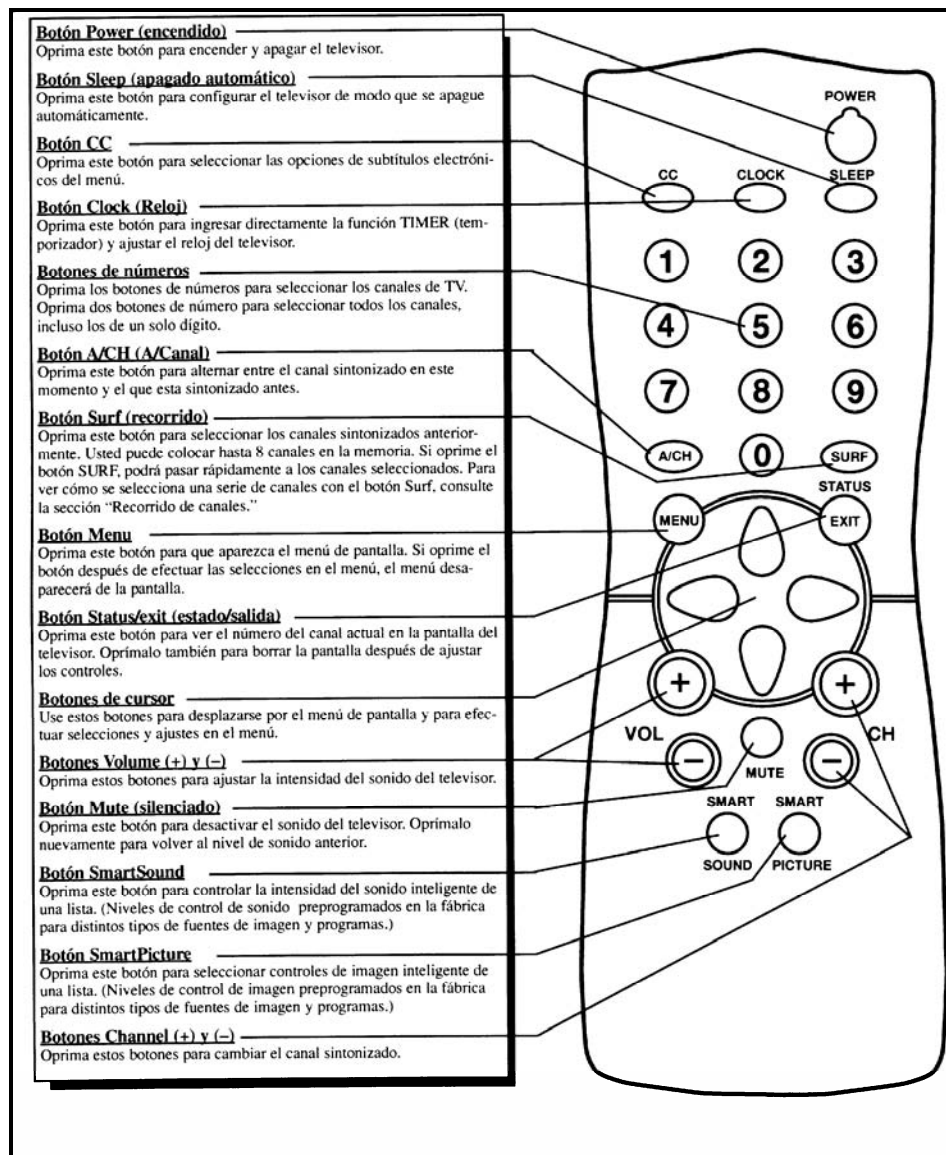 Botón Power (encendido)
Oprima este botón para encender y apagar el televisor.
Botón Sleep (apagado automático)
Oprima este botón para configurar el televisor de modo que se apague
automáticamente.
Botón CC
Oprima este botón para seleccionar las opciones de subtítulos electróni-
cos del menú.
Botón Clock (Reloj)
Oprima este botón para ingresar directamente la función TIMER (tem-
porizador) y ajustar el reloj del televisor.
Botones de números
Oprima los botones de números para seleccionar los canales de TV.
Oprima dos botones de número para seleccionar todos los canales,
incluso los de un solo dígito.
Botón A/CH (A/Canal)
Oprima este botón para alternar entre el canal sintonizado en este
momento y el que esta sintonizado antes.
Botón Surf (recorrido)
Oprima este botón para seleccionar los canales sintonizados anterior-
mente. Usted puede colocar hasta 8 canales en la memoria. Si oprime el
botón SURF, podrá pasar rápidamente a los canales seleccionados. Para
ver cómo se selecciona una serie de canales con el botón Surf, consulte
la sección “Recorrido de canales.”
Botón Menu
Oprima este botón para que aparezca el menú de pantalla. Si oprime el
botón después de efectuar las selecciones en el menú, el menú desa-
parecerá de la pantalla.
Botón Status/exit (estado/salida)
Oprima este botón para ver el número del canal actual en la pantalla del
televisor. Oprímalo también para borrar la pantalla después de ajustar
los controles.
Botones de cursor
Use estos botones para desplazarse por el menú de pantalla y para efec-
tuar selecciones y ajustes en el menú.
Botones Volume (+) y (–)
Oprima estos botones para ajustar la intensidad del sonido del televisor.
Botón Mute (silenciado)
Oprima este botón para desactivar el sonido del televisor. Oprímalo
nuevamente para volver al nivel de sonido anterior.
Botón SmartSound
Oprima este botón para controlar la intensidad del sonido inteligente de
una lista. (Niveles de control de sonido preprogramados en la fábrica
para distintos tipos de fuentes de imagen y programas.)
Botón SmartPicture
Oprima este botón para seleccionar controles de imagen inteligente de
una lista. (Niveles de control de imagen preprogramados en la fábrica
para distintos tipos de fuentes de imagen y programas.)
Botones Channel (+) y (–)
Oprima estos botones para cambiar el canal sintonizado.
POWER
CC CLOCK SLEEP
1 2 3
4 5 6
7 8 9
A/CH 0 SURF
STATUS
MENU EXIT
+ +
VOL CH
– –
MUTE
SMART SMART
SOUND PICTURE